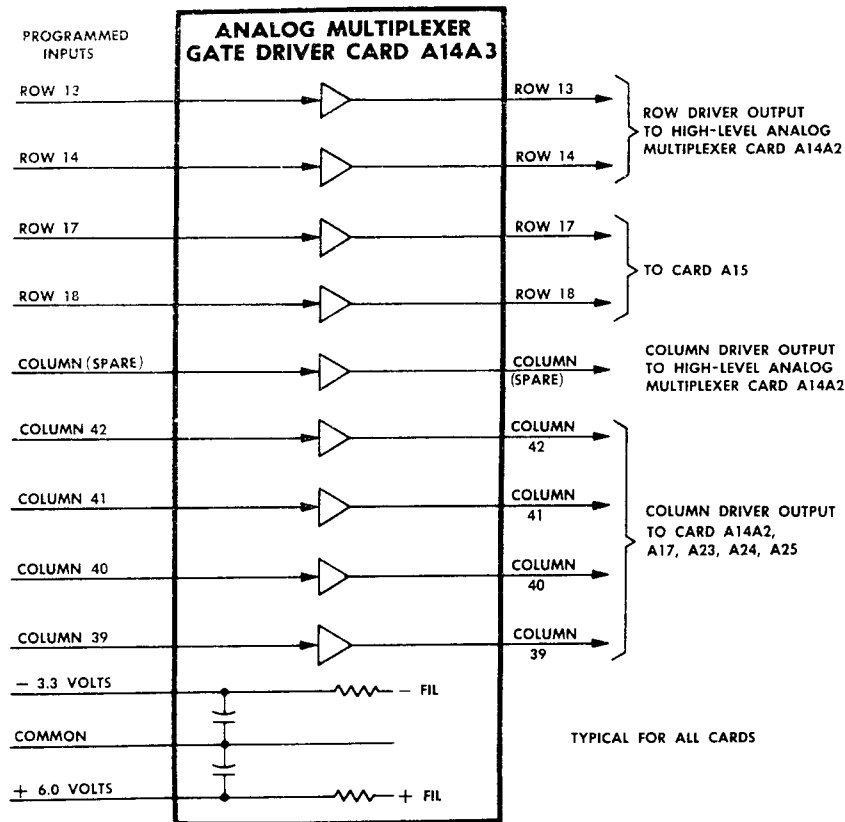 PROGRAMMED
INPUTS
ANALOG MULTIPLEXER
GATE DRIVER CARD A14A3
ROW 13
ROW 13
ROW DRIVER OUTPUT
TO HIGH-LEVEL ANALOG
MULTIPLEXER CARD A14A2
ROW 14
ROW 14
ROW 17
ROW 17
TO CARD A15
ROW 18
ROW 18
COLUMN (SPARE)
COLUMN
(SPARE)
COLUMN DRIVER OUTPUT
TO HIGH-LEVEL ANALOG
MULTIPLEXER CARD A14A2
COLUMN 42
COLUMN
42
COLUMN 41
COLUMN
41
COLUMN DRIVER OUTPUT
TO CARD A14A2,
A17, A23, A24, A25
COLUMN 40
COLUMN
40
COLUMN 39
COLUMN
39
− 3.3 VOLTS
− FIL
COMMON
TYPICAL FOR ALL CARDS
+ 6.0 VOLTS
+ FIL